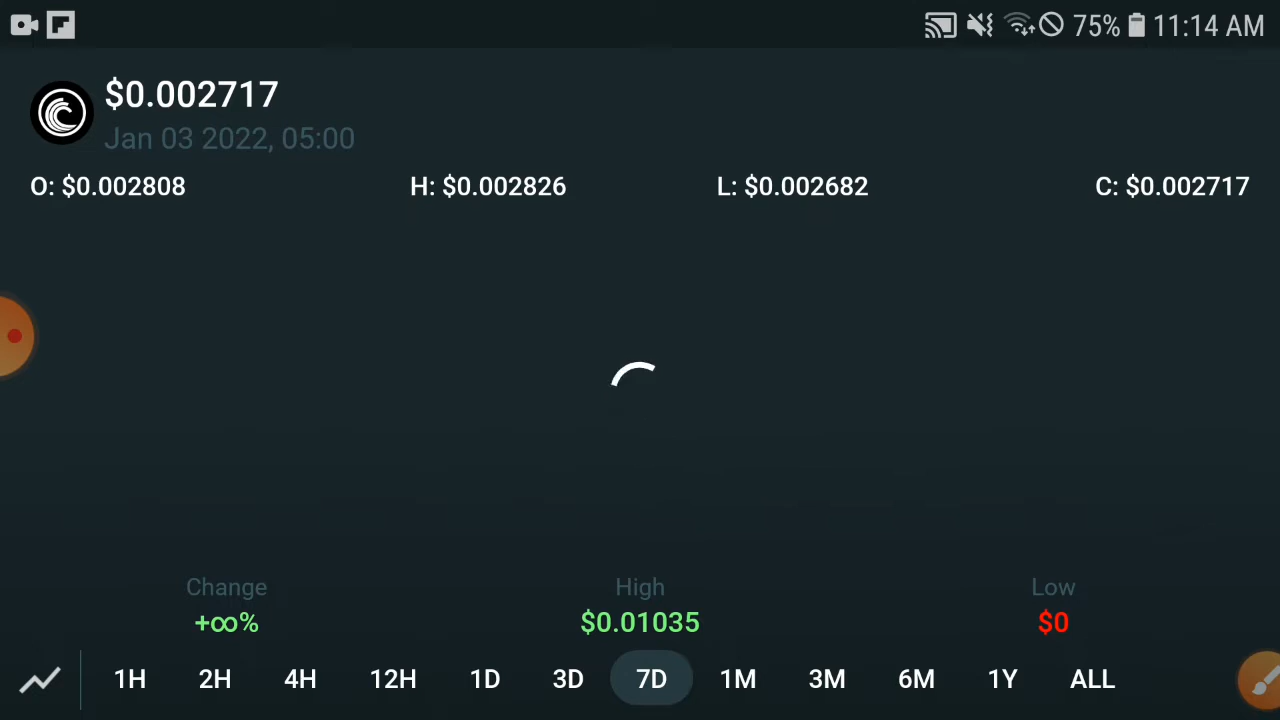 75% 11:14 AM
$0.002717
Jan 03 2022, 05:00
O: $0.002808 H: $0.002826 L: $0.002682 C: $0.002717
Change High Low
+∞% $0.01035 $0
1H 2H 4H 12H 1D 3D 7D 1M 3M 6M 1Y ALL